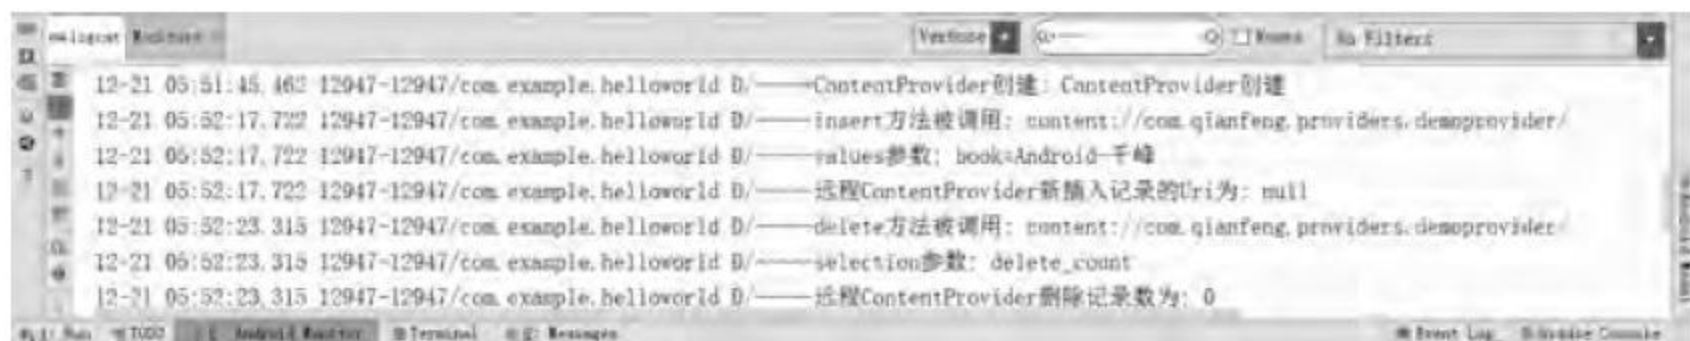 logcat Monitors
Verbose Regex No Filters
12-21 05:51:45.462 12947-12947/com.example.helloworld D/----ContentProvider创建: ContentProvider创建
12-21 05:52:17.722 12947-12947/com.example.helloworld D/----insert方法被调用: content://com.qianfeng.providers.demoprovider/
12-21 05:52:17.722 12947-12947/com.example.helloworld D/----values参数: book=Android-千峰
12-21 05:52:17.722 12947-12947/com.example.helloworld D/----远程ContentProvider新插入记录的Uri为: null
12-21 05:52:23.315 12947-12947/com.example.helloworld D/----delete方法被调用: content://com.qianfeng.providers.demoprovider/
12-21 05:52:23.315 12947-12947/com.example.helloworld D/----selection参数: delete_count
12-21 05:52:23.315 12947-12947/com.example.helloworld D/----远程ContentProvider删除记录数为: 0
4: Run TODO 6: Android Monitor Terminal 0: Messages Event Log Gradle Console